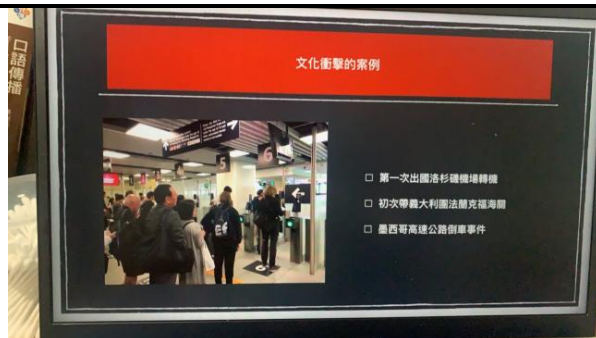 口語傳播
文化衝擊的案例
5
6
第一次出國洛杉磯機場轉機
初次帶義大利團法蘭克福海關
墨西哥高速公路倒車事件